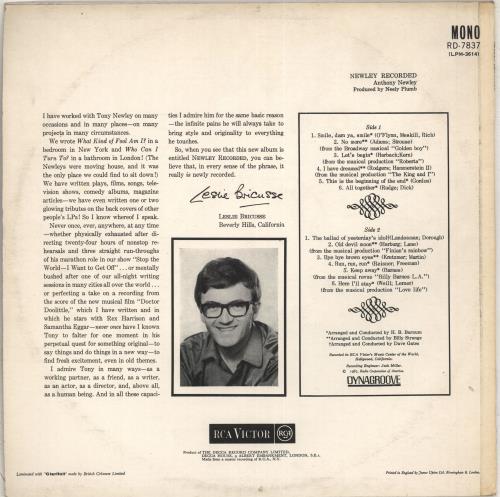 MONO
RD-7837
(LPM-3614)
NEWLEY RECORDED
Anthony Newley
Produced by Neely Plumb
I have worked with Tony Newley on
many occasions and in many places—on
many projects in many circumstances.
We wrote What Kind of Fool Am I? in a
bedroom in New York and Who Can I
Turn To? in a bathroom in London! (The
Newleys were moving house, and it was
the only place we could find to sit down!)
We have written plays, films, songs, tele-
vision shows, comedy albums, magazine
articles—we have even written one or two
glowing tributes on the back covers of other
people's L.P.s! So I know whereof I speak.
Never once, ever, anywhere, at any time
—whether physically exhausted after di-
recting twenty-four hours of nonstop re-
hearsals and three straight run-throughs
of his marathon role in our show "Stop the
World—I Want to Get Off" ... or mentally
bushed after one of our all-night writing
sessions in many cities all over the world ...
or perfecting a take on a recording from
the score of the new musical film "Doctor
Doolittle," which I have written and in
which he stars with Rex Harrison and
Samantha Eggar—never once have I known
Tony to falter for one moment in his
perpetual quest for something original—to
say things and do things in a new way—to
find fresh excitement, even in old themes.
I admire Tony in many ways—as a
working partner, as a friend, as a writer,
as an actor, as a director, and, above all,
as a human being. And in all these capaci-
ties I admire him for the same basic reason
—the infinite pains he will always take to
bring style and originality to everything
he touches.
So, when you see that this new album is
entitled NEWLEY RECORDED, you can be-
lieve that, in every sense of the phrase, it
really is newly recorded.
Leslie Bricusse
LESLIE BRICUSSE
Beverly Hills, California
Side 1
1. Smile, darn ya, smile* (O'Flynn, Meskill, Rich)
2. No more** (Adams; Strouse)
(from the Broadway musical "Golden boy")
3. Let's begin* (Harbach;Kern)
(from the musical production "Roberta")
4. I have dreamed** (Rodgers; Hammerstein II)
(from the musical production "The King and I")
5. This is the beginning of the end* (Gordon)
6. All together* (Rudge; Dick)
Side 2
1. The ballad of yesterday's idol† (Landesman; Dorough)
2. Old devil moon** (Harburg; Lane)
(from the musical production "Finian's rainbow")
3. Bye bye brown eyes** (Kretzmer; Martin)
4. Run, run, run* (Reisner; Freeman)
5. Keep away* (Barnes)
(from the musical revue "Billy Barnes L.A.")
6. Here I'll stay* (Weill; Lerner)
(from the musical production "Love life")
*Arranged and Conducted by H. B. Barnum
**Arranged and Conducted by Billy Strange
†Arranged and Conducted by Dave Gates
Recorded in RCA Victor's Music Center of the World,
Hollywood, California.
Recording Engineer: Jack Miller.
DYNAGROOVE
RCA VICTOR
RCA
Product of THE DECCA RECORD COMPANY LIMITED,
DECCA HOUSE, 9 ALBERT EMBANKMENT, LONDON, S.E.1.
Made from a master recording of R.C.A., N.Y.
Laminated with "Clarifoil" made by British Celanese Limited
Printed in England by James Upton Ltd. Birmingham & London.